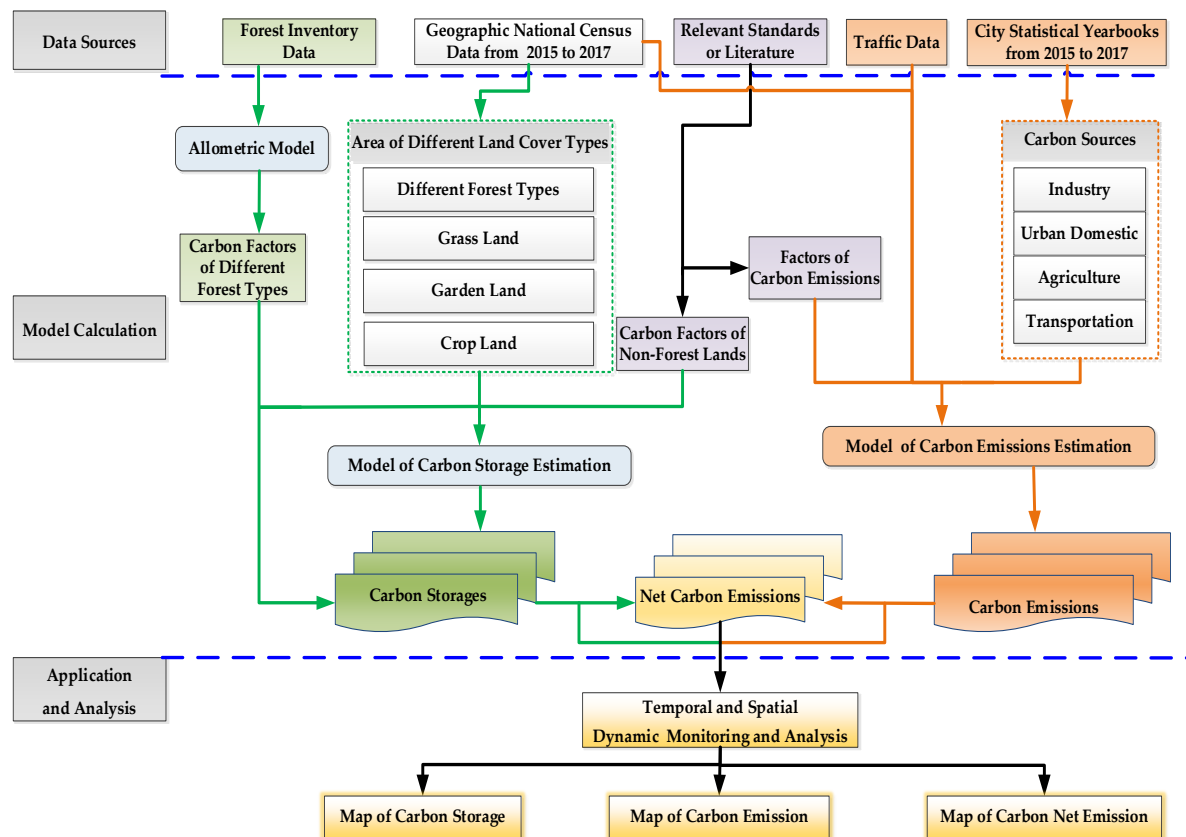 Data Sources
Forest Inventory
Data
Geographic National Census
Data from 2015 to 2017
Relevant Standards
or Literature
Traffic Data
City Statistical Yearbooks
from 2015 to 2017
Allometric Model
Area of Different Land Cover Types
Different Forest Types
Grass Land
Garden Land
Crop Land
Carbon Sources
Industry
Urban Domestic
Agriculture
Transportation
Carbon Factors
of Different
Forest Types
Factors of
Carbon Emissions
Model Calculation
Carbon Factors of
Non-Forest Lands
Model of Carbon Storage Estimation
Model of Carbon Emissions Estimation
Carbon Storages
Net Carbon Emissions
Carbon Emissions
Application
and Analysis
Temporal and Spatial
Dynamic Monitoring and Analysis
Map of Carbon Storage
Map of Carbon Emission
Map of Carbon Net Emission